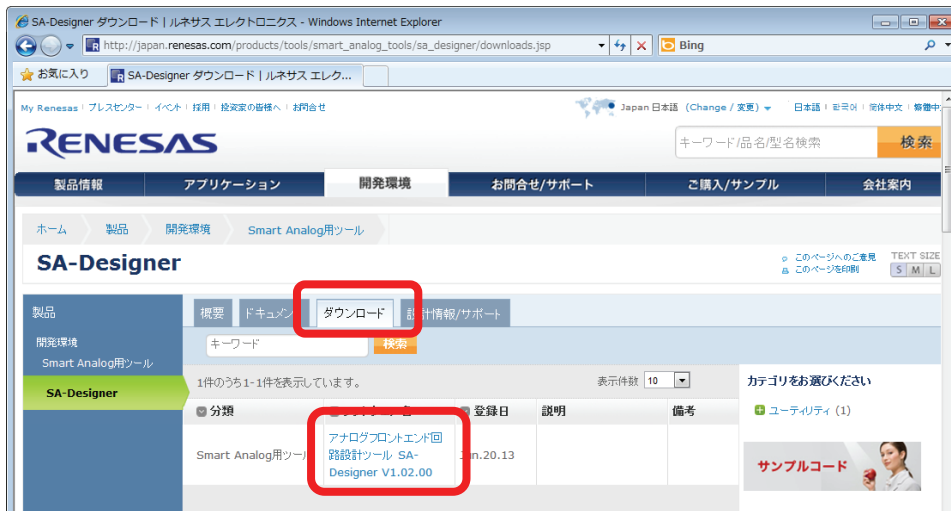 SA-Designer ダウンロード | ルネサス エレクトロニクス - Windows Internet Explorer
http://japan.renesas.com/products/tools/smart_analog_tools/sa_designer/downloads.jsp
Bing
お気に入り
SA-Designer ダウンロード | ルネサス エレク...
My Renesas | プレスセンター | イベント | 採用 | 投資家の皆様へ | お問合せ
Japan 日本語 (Change / 変更)
日本語 | 한국어 | 简体中文 | 繁體中
RENESAS
キーワード/品名/型名検索
検索
製品情報 アプリケーション 開発環境 お問合せ/サポート ご購入/サンプル 会社案内
ホーム 製品 開発環境 Smart Analog用ツール
SA-Designer
このページへのご意見
このページを印刷
TEXT SIZE
S M L
製品
開発環境
Smart Analog用ツール
SA-Designer
概要 ドキュメン ダウンロード 設計情報/サポート
キーワード 検索
1件のうち1-1件を表示しています。
表示件数 10
分類 登録日 説明 備考
Smart Analog用ツール
アナログフロントエンド回
路設計ツール SA-
Designer V1.02.00
.20.13
カテゴリをお選びください
ユーティリティ (1)
サンプルコード